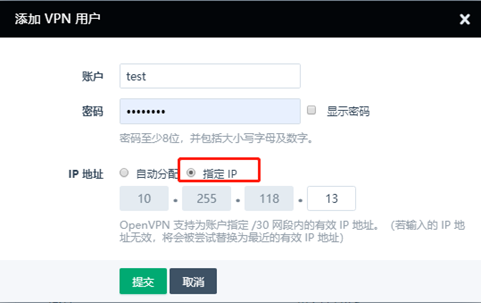 添加 VPN 用户
账户 test
密码 •••••••• 显示密码
密码至少8位，并包括大小写字母及数字。
IP 地址 自动分配 指定 IP
10 • 255 • 118 • 13
OpenVPN 支持为账户指定 /30 网段内的有效 IP 地址。（若输入的 IP 地
址无效，将会被尝试替换为最近的有效 IP 地址）
提交 取消